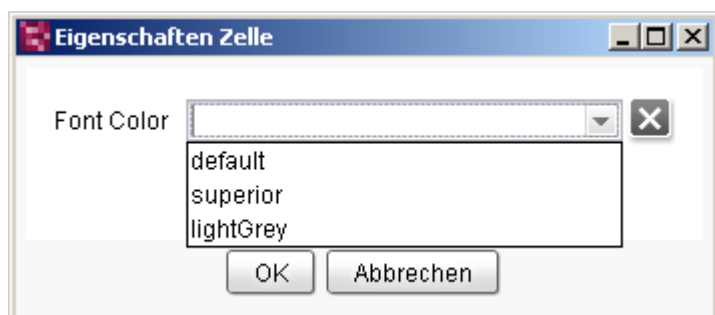 Eigenschaften Zelle
Font Color
default
superior
lightGrey
OK Abbrechen